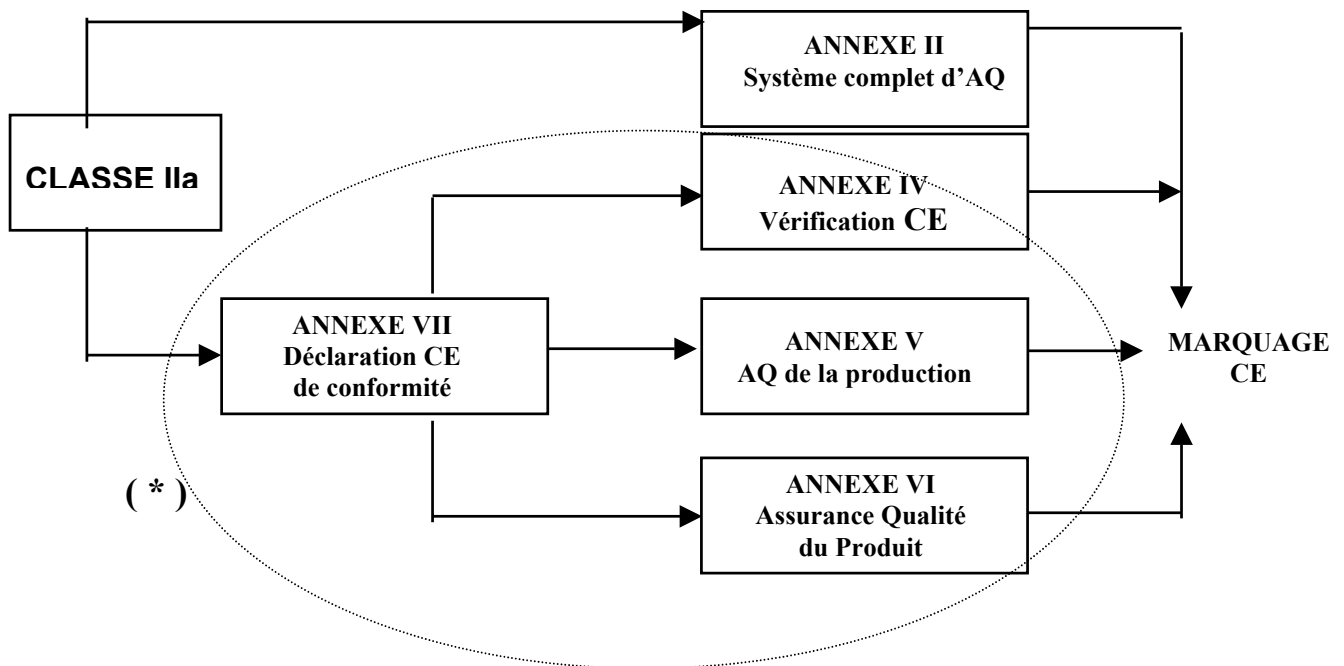 ANNEXE II
Système complet d'AQ
CLASSE IIa
ANNEXE IV
Vérification CE
ANNEXE VII
Déclaration CE
de conformité
ANNEXE V
AQ de la production
MARQUAGE
CE
( * )
ANNEXE VI
Assurance Qualité
du Produit